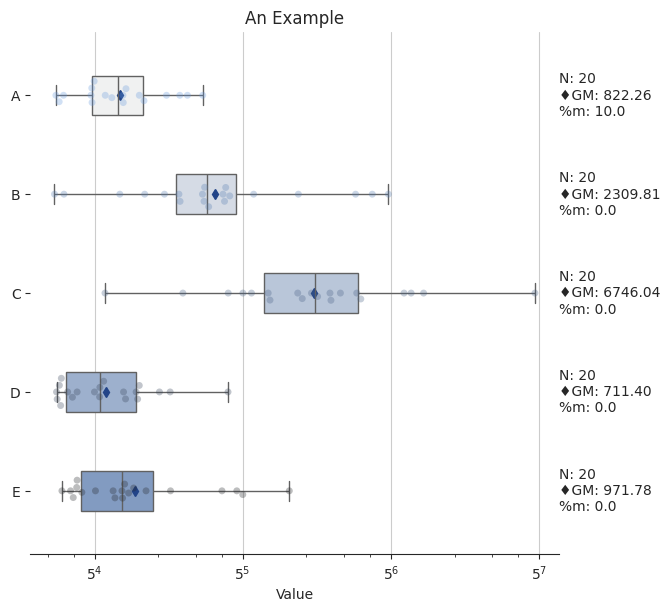 An Example
A
N: 20
♦GM: 822.26
%m: 10.0
B
N: 20
♦GM: 2309.81
%m: 0.0
C
N: 20
♦GM: 6746.04
%m: 0.0
D
N: 20
♦GM: 711.40
%m: 0.0
E
N: 20
♦GM: 971.78
%m: 0.0
5⁴ 5⁵ 5⁶ 5⁷
Value